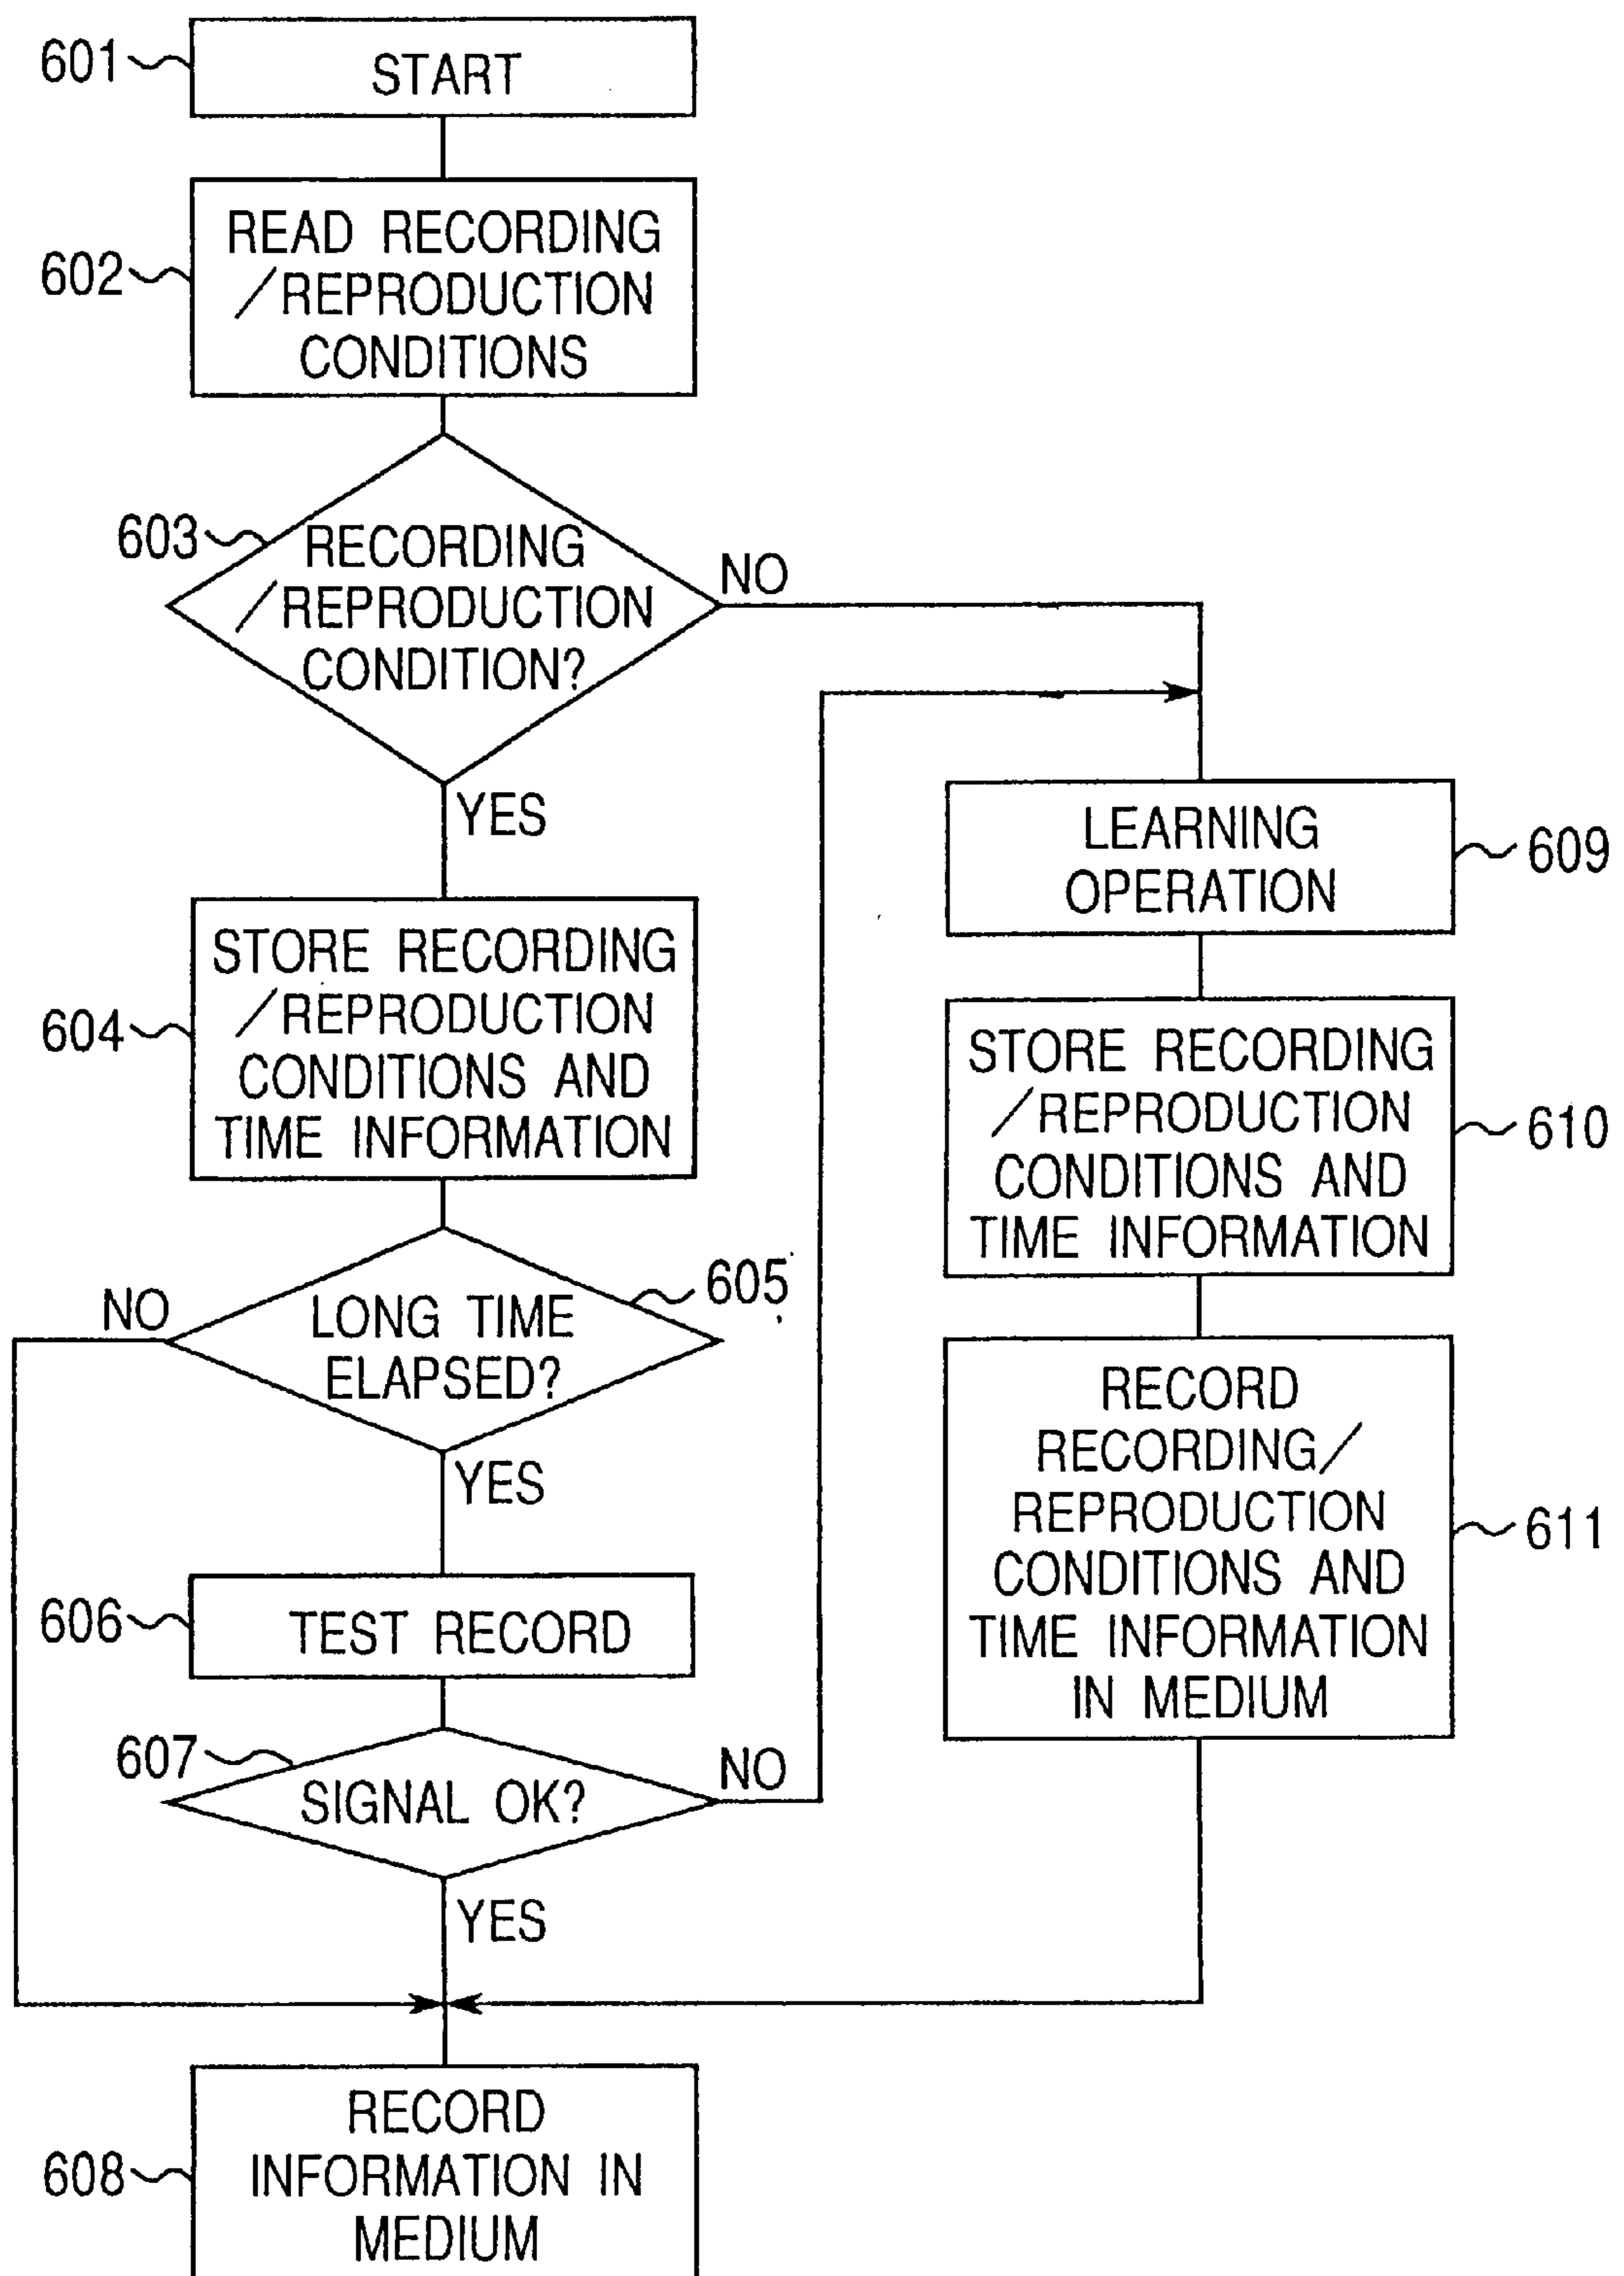 601
START
602
READ RECORDING
/REPRODUCTION
CONDITIONS
603
RECORDING
/REPRODUCTION
CONDITION?
NO
YES
604
STORE RECORDING
/REPRODUCTION
CONDITIONS AND
TIME INFORMATION
605
NO
LONG TIME
ELAPSED?
YES
606
TEST RECORD
607
SIGNAL OK?
NO
YES
608
RECORD
INFORMATION IN
MEDIUM
LEARNING
OPERATION
609
STORE RECORDING
/REPRODUCTION
CONDITIONS AND
TIME INFORMATION
610
RECORD
RECORDING/
REPRODUCTION
CONDITIONS AND
TIME INFORMATION
IN MEDIUM
611